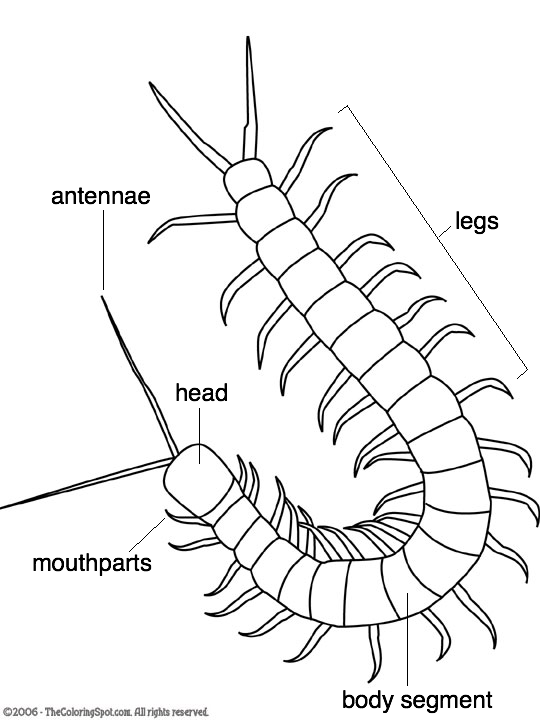 antennae
legs
head
mouthparts
body segment
©2006 - TheColoringSpot.com. All rights reserved.